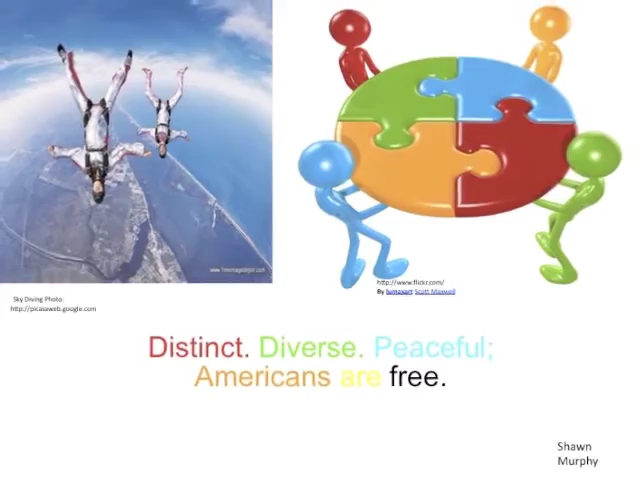 Sky Diving Photo:
http://picasaweb.google.com
http://www.flickr.com/
By lumaxart Scott Maxwell
Distinct. Diverse. Peaceful;
Americans are free.
Shawn
Murphy